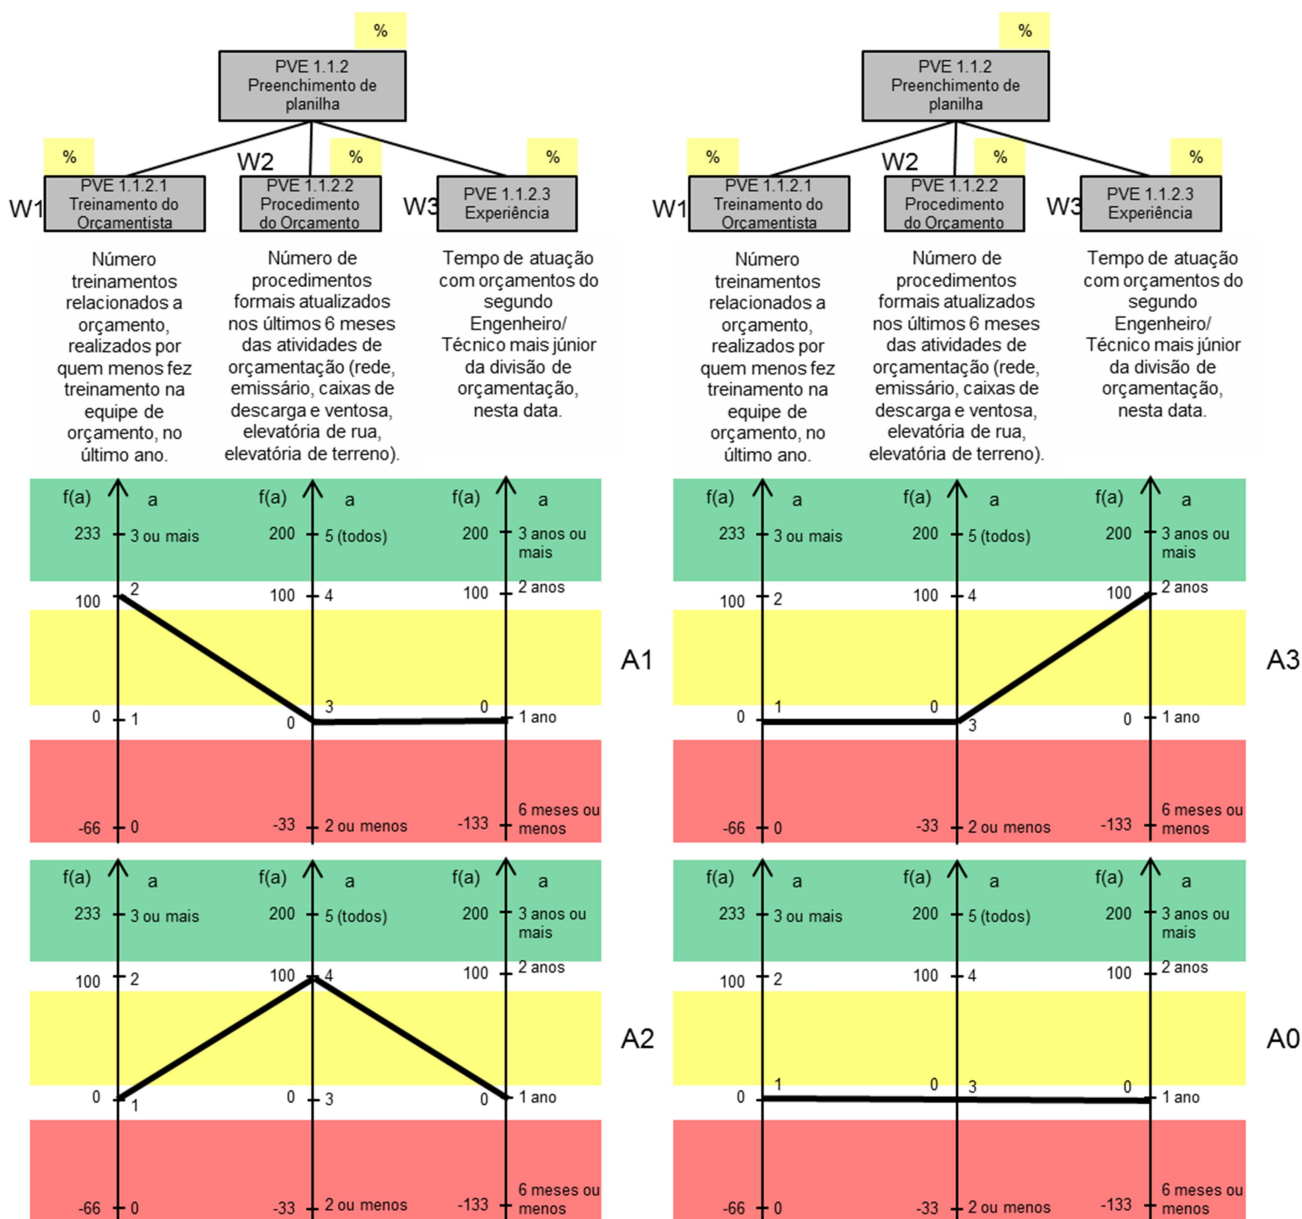 %
PVE 1.1.2
Preenchimento de
planilha
%
W2
%
%
W1
PVE 1.1.2.1
Treinamento do
Orçamentista
PVE 1.1.2.2
Procedimento
do Orçamento
W3
PVE 1.1.2.3
Experiência
Número
treinamentos
relacionados a
orçamento,
realizados por
quem menos fez
treinamento na
equipe de
orçamento, no
último ano.
Número de
procedimentos
formais atualizados
nos últimos 6 meses
das atividades de
orçamentação (rede,
emissário, caixas de
descarga e ventosa,
elevatória de rua,
elevatória de terreno).
Tempo de atuação
com orçamentos do
segundo
Engenheiro/
Técnico mais júnior
da divisão de
orçamentação,
nesta data.
%
PVE 1.1.2
Preenchimento de
planilha
%
W2
%
%
W1
PVE 1.1.2.1
Treinamento do
Orçamentista
PVE 1.1.2.2
Procedimento
do Orçamento
W3
PVE 1.1.2.3
Experiência
Número
treinamentos
relacionados a
orçamento,
realizados por
quem menos fez
treinamento na
equipe de
orçamento, no
último ano.
Número de
procedimentos
formais atualizados
nos últimos 6 meses
das atividades de
orçamentação (rede,
emissário, caixas de
descarga e ventosa,
elevatória de rua,
elevatória de terreno).
Tempo de atuação
com orçamentos do
segundo
Engenheiro/
Técnico mais júnior
da divisão de
orçamentação,
nesta data.
f(a) a
233 3 ou mais
100 2
0 1
-66 0
f(a) a
200 5 (todos)
100 4
0 3
-33 2 ou menos
f(a) a
200 3 anos ou
mais
100 2 anos
0 1 ano
-133 6 meses ou
menos
A1
f(a) a
233 3 ou mais
100 2
0 1
-66 0
f(a) a
200 5 (todos)
100 4
0 3
-33 2 ou menos
f(a) a
200 3 anos ou
mais
100 2 anos
0 1 ano
-133 6 meses ou
menos
A3
f(a) a
233 3 ou mais
100 2
0 1
-66 0
f(a) a
200 5 (todos)
100 4
0 3
-33 2 ou menos
f(a) a
200 3 anos ou
mais
100 2 anos
0 1 ano
-133 6 meses ou
menos
A2
f(a) a
233 3 ou mais
100 2
0 1
-66 0
f(a) a
200 5 (todos)
100 4
0 3
-33 2 ou menos
f(a) a
200 3 anos ou
mais
100 2 anos
0 1 ano
-133 6 meses ou
menos
A0